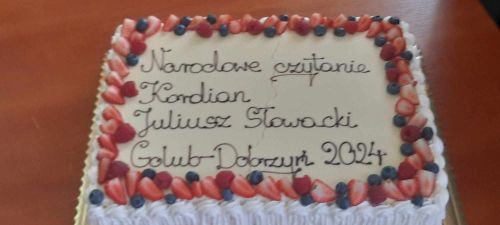 Narodowe czytanie
Kordian
Juliusz Słowacki
Golub-Dobrzyń 2024